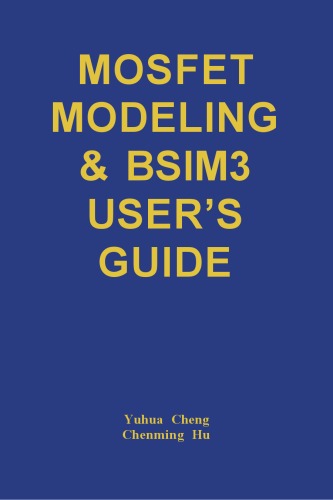 MOSFET
MODELING
& BSIM3
USER'S
GUIDE
Yuhua Cheng
Chenming Hu